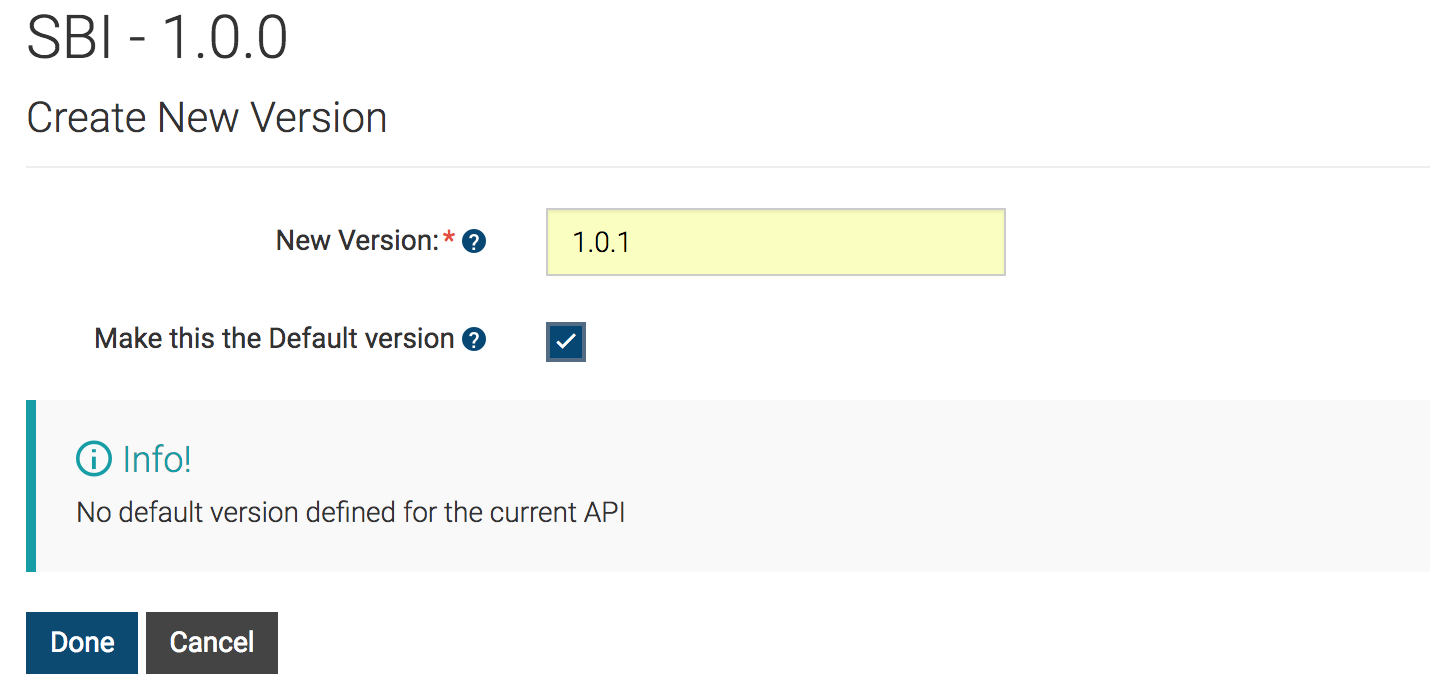 SBI - 1.0.0
Create New Version
New Version:* ?
1.0.1
Make this the Default version ?
Info!
No default version defined for the current API
Done Cancel